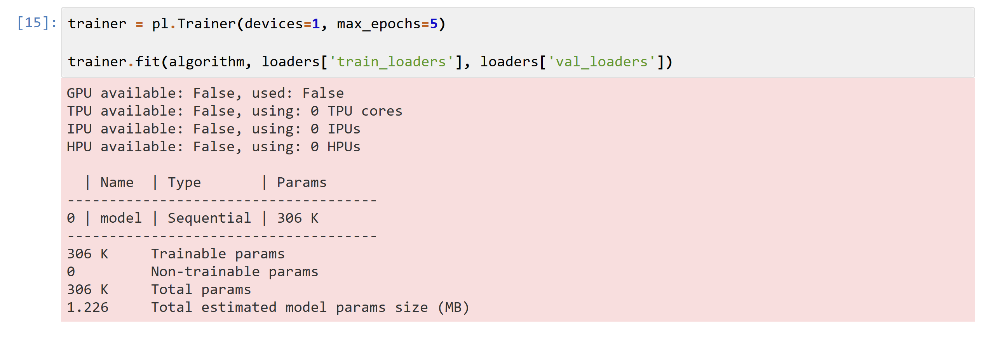 [15]: trainer = pl.Trainer(devices=1, max_epochs=5)
trainer.fit(algorithm, loaders['train_loaders'], loaders['val_loaders'])
GPU available: False, used: False
TPU available: False, using: 0 TPU cores
IPU available: False, using: 0 IPUs
HPU available: False, using: 0 HPUs
  | Name  | Type       | Params
-------------------------------------
0 | model | Sequential | 306 K
-------------------------------------
306 K     Trainable params
0         Non-trainable params
306 K     Total params
1.226     Total estimated model params size (MB)